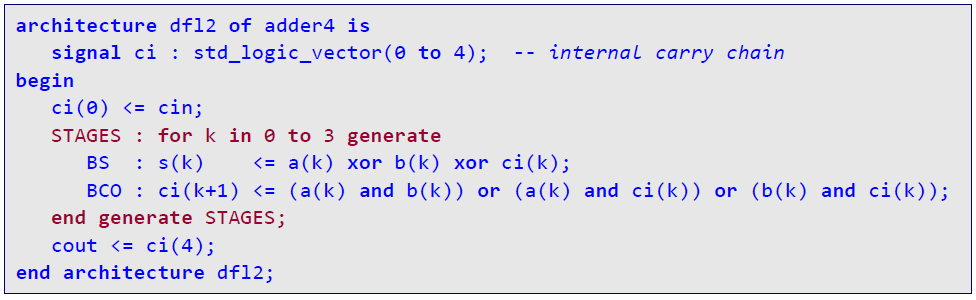 architecture dfl2 of adder4 is
signal ci : std_logic_vector(0 to 4); -- internal carry chain
begin
ci(0) <= cin;
STAGES : for k in 0 to 3 generate
BS : s(k) <= a(k) xor b(k) xor ci(k);
BCO : ci(k+1) <= (a(k) and b(k)) or (a(k) and ci(k)) or (b(k) and ci(k));
end generate STAGES;
cout <= ci(4);
end architecture dfl2;